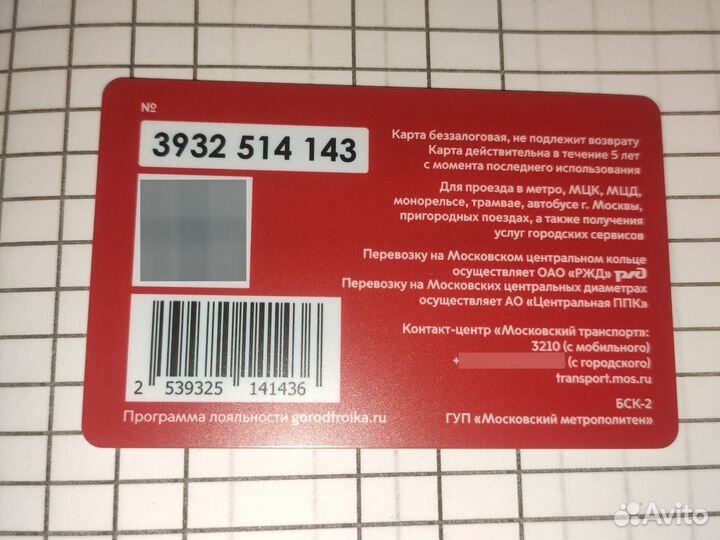 №
3932 514 143
Карта беззалоговая, не подлежит возврату
Карта действительна в течение 5 лет
с момента последнего использования
Для проезда в метро, МЦК, МЦД,
монорельсе, трамвае, автобусе г. Москвы,
пригородных поездах, а также получения
услуг городских сервисов
Перевозку на Московском центральном кольце
осуществляет ОАО «РЖД» РЖД
Перевозку на Московских центральных диаметрах
осуществляет АО «Центральная ППК»
Контакт-центр «Московский транспорт»:
3210 (с мобильного)
+ (с городского)
transport.mos.ru
2 539325 141436
Программа лояльности gorodtroika.ru
БСК-2
ГУП «Московский метрополитен»
Avito